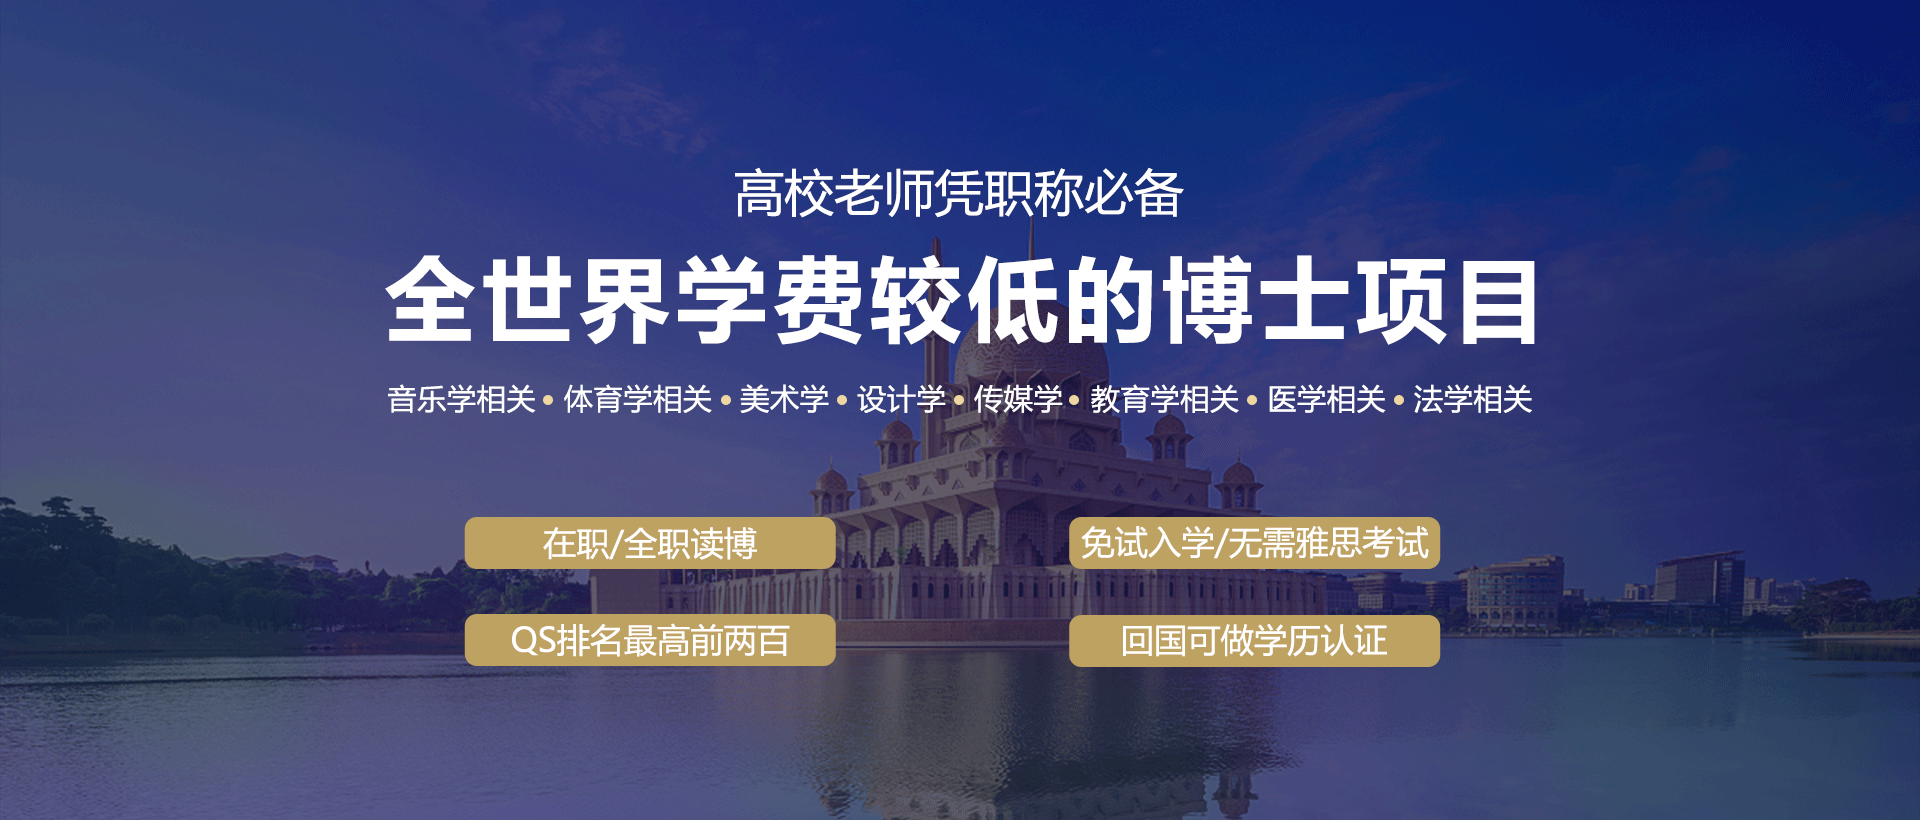 高校老师凭职称必备
全世界学费较低的博士项目
音乐学相关•体育学相关•美术学•设计学•传媒学•教育学相关•医学相关•法学相关
在职/全职读博
免试入学/无需雅思考试
QS排名最高前两百
回国可做学历认证